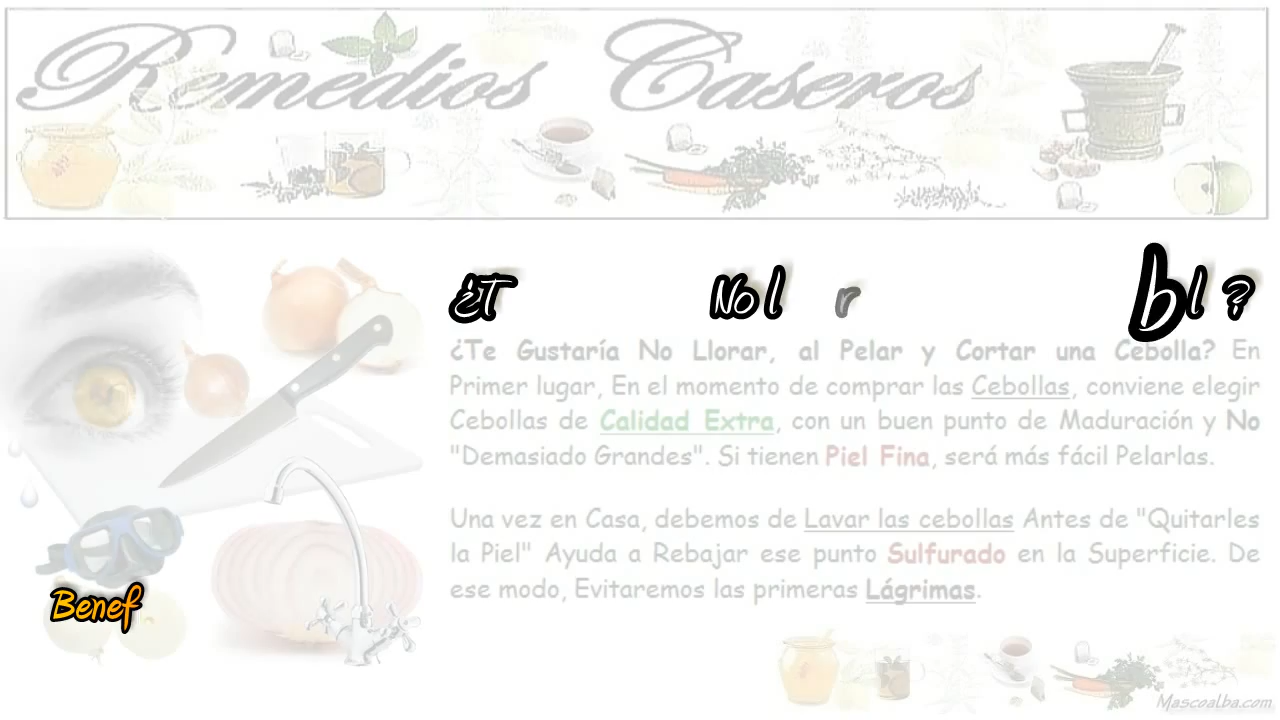 Remedios Caseros
¿T No l r b l ?
¿Te Gustaría No Llorar, al Pelar y Cortar una Cebolla? En
Primer lugar, En el momento de comprar las Cebollas, conviene elegir
Cebollas de Calidad Extra, con un buen punto de Maduración y No
"Demasiado Grandes". Si tienen Piel Fina, será más fácil Pelarlas.
Una vez en Casa, debemos de Lavar las cebollas Antes de "Quitarles
la Piel" Ayuda a Rebajar ese punto Sulfurado en la Superficie. De
ese modo, Evitaremos las primeras Lágrimas.
Benef
Mascoalba.com